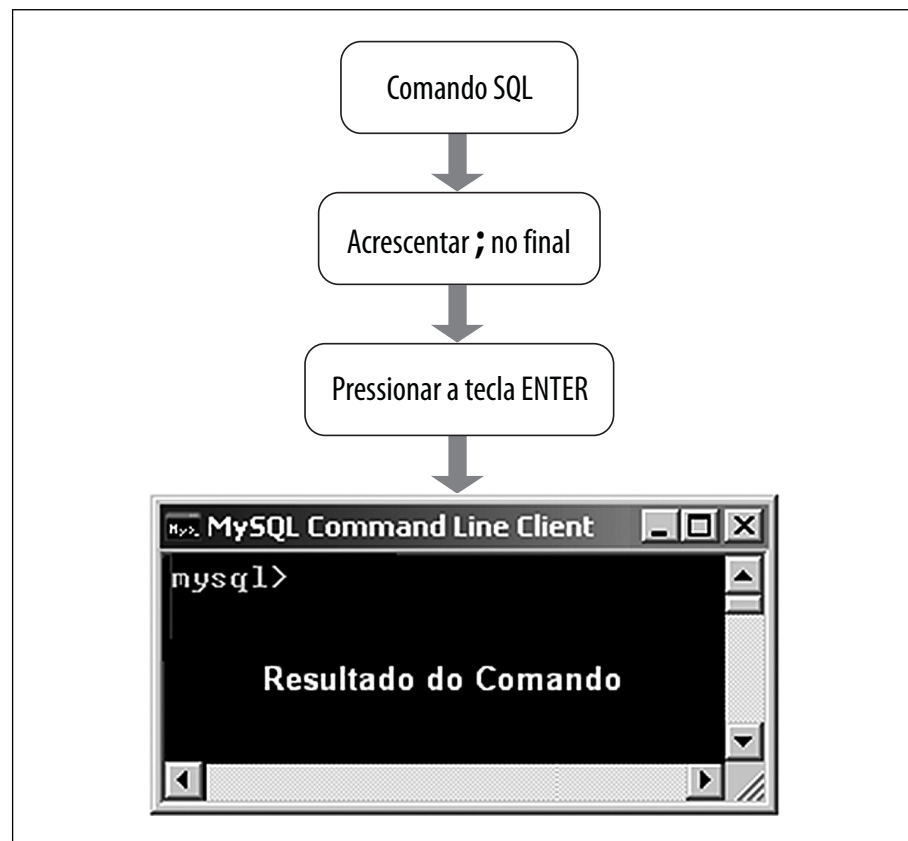 Comando SQL
Acrescentar ; no final
Pressionar a tecla ENTER
MySQL Command Line Client
mysql>
Resultado do Comando